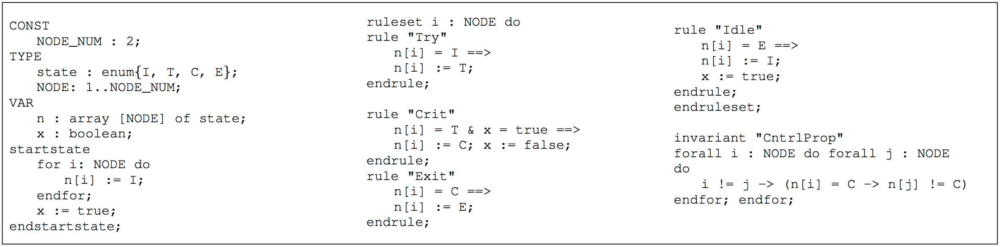 CONST
NODE_NUM : 2;
TYPE
state : enum{I, T, C, E};
NODE: 1..NODE_NUM;
VAR
n : array [NODE] of state;
x : boolean;
startstate
for i: NODE do
n[i] := I;
endfor;
x := true;
endstartstate;
ruleset i : NODE do
rule "Try"
n[i] = I ==>
n[i] := T;
endrule;
rule "Crit"
n[i] = T & x = true ==>
n[i] := C; x := false;
endrule;
rule "Exit"
n[i] = C ==>
n[i] := E;
endrule;
rule "Idle"
n[i] = E ==>
n[i] := I;
x := true;
endrule;
endruleset;
invariant "CntrlProp"
forall i : NODE do forall j : NODE
do
i != j -> (n[i] = C -> n[j] != C)
endfor; endfor;